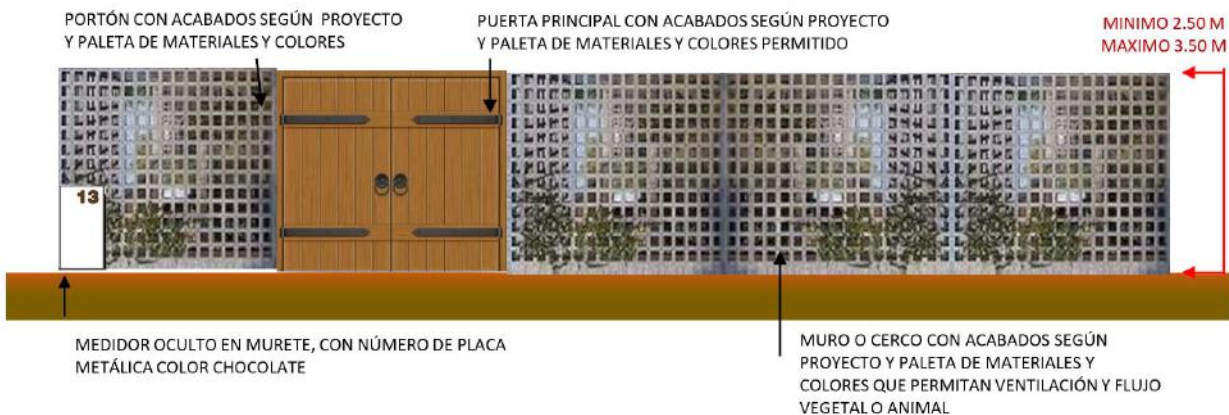 PORTÓN CON ACABADOS SEGÚN PROYECTO
Y PALETA DE MATERIALES Y COLORES
PUERTA PRINCIPAL CON ACABADOS SEGÚN PROYECTO
Y PALETA DE MATERIALES Y COLORES PERMITIDO
MINIMO 2.50 M
MAXIMO 3.50 M
13
MEDIDOR OCULTO EN MURETE, CON NÚMERO DE PLACA
METÁLICA COLOR CHOCOLATE
MURO O CERCO CON ACABADOS SEGÚN
PROYECTO Y PALETA DE MATERIALES Y
COLORES QUE PERMITAN VENTILACIÓN Y FLUJO
VEGETAL O ANIMAL